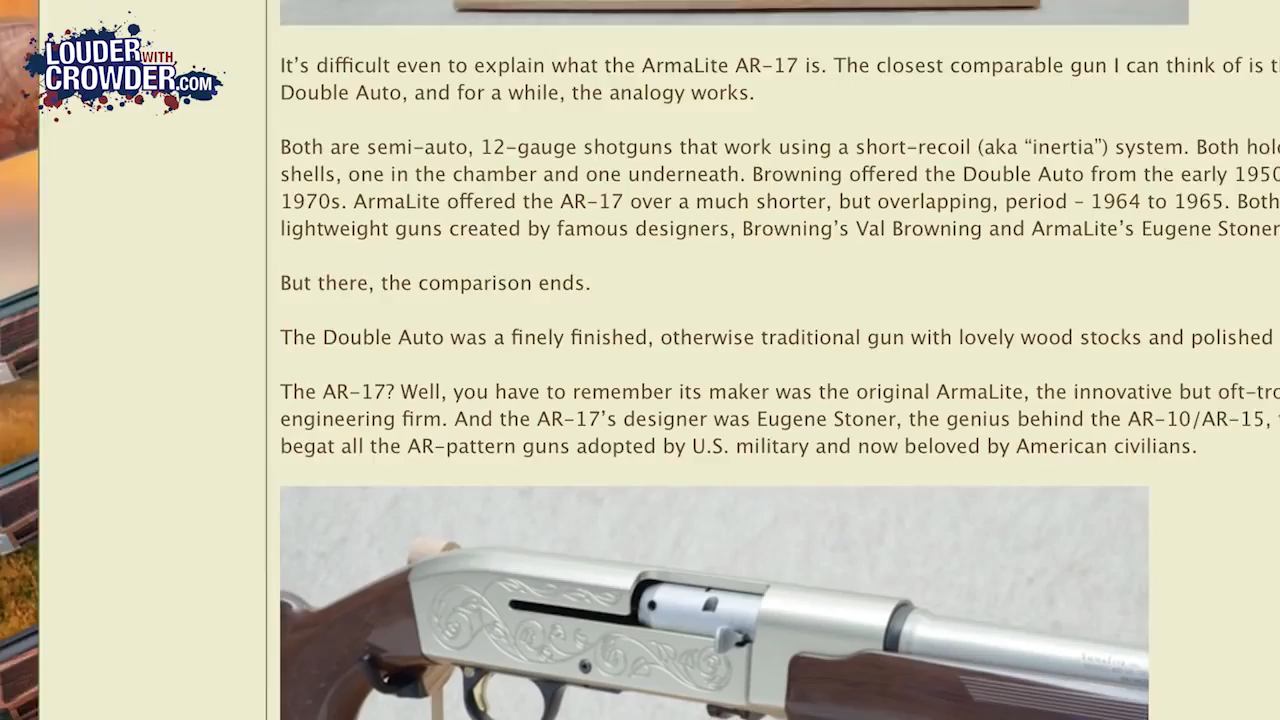 LOUDER WITH
CROWDER.COM
It’s difficult even to explain what the ArmaLite AR-17 is. The closest comparable gun I can think of is
Double Auto, and for a while, the analogy works.
Both are semi-auto, 12-gauge shotguns that work using a short-recoil (aka “inertia”) system. Both
shells, one in the chamber and one underneath. Browning offered the Double Auto from the early
1970s. ArmaLite offered the AR-17 over a much shorter, but overlapping, period – 1964 to 1965. Both
lightweight guns created by famous designers, Browning’s Val Browning and ArmaLite’s Eugene Stoner
But there, the comparison ends.
The Double Auto was a finely finished, otherwise traditional gun with lovely wood stocks and polished
The AR-17? Well, you have to remember its maker was the original ArmaLite, the innovative but
engineering firm. And the AR-17’s designer was Eugene Stoner, the genius behind the AR-10/AR-15,
begat all the AR-pattern guns adopted by U.S. military and now beloved by American civilians.